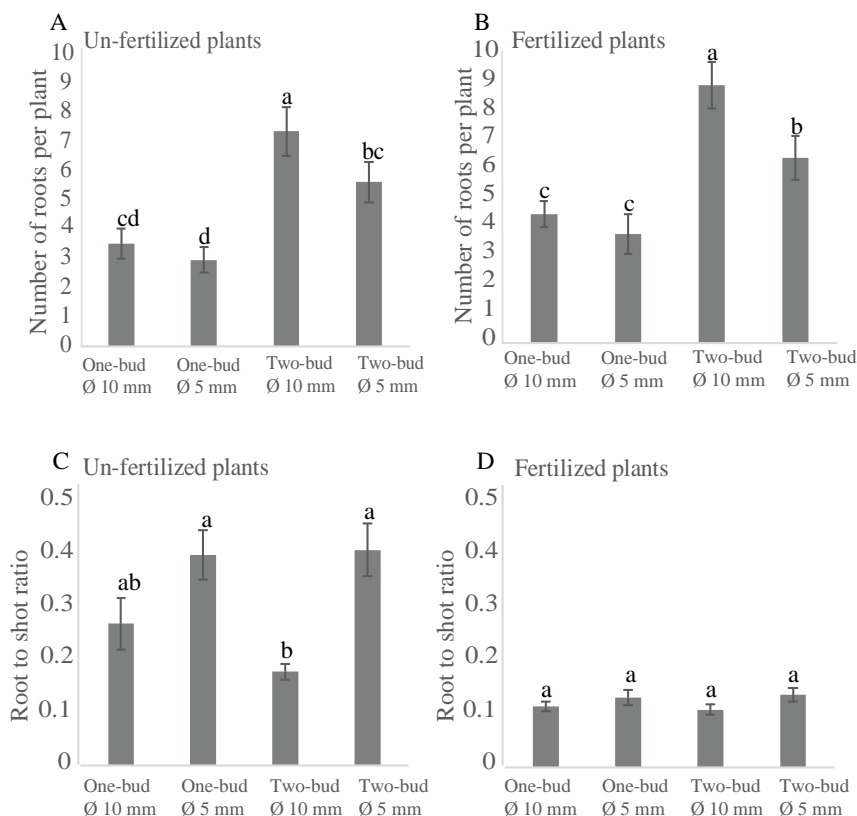 A
Un-fertilized plants
Number of roots per plant
10
9
8
7
6
5
4
3
2
1
0
cd
d
a
bc
One-bud
Ø 10 mm
One-bud
Ø 5 mm
Two-bud
Ø 10 mm
Two-bud
Ø 5 mm
B
Fertilized plants
Number of roots per plant
10
9
8
7
6
5
4
3
2
1
0
c
c
a
b
One-bud
Ø 10 mm
One-bud
Ø 5 mm
Two-bud
Ø 10 mm
Two-bud
Ø 5 mm
C
Un-fertilized plants
Root to shot ratio
0.5
0.4
0.3
0.2
0.1
0
ab
a
b
a
One-bud
Ø 10 mm
One-bud
Ø 5 mm
Two-bud
Ø 10 mm
Two-bud
Ø 5 mm
D
Fertilized plants
Root to shot ratio
0.5
0.4
0.3
0.2
0.1
0
a
a
a
a
One-bud
Ø 10 mm
One-bud
Ø 5 mm
Two-bud
Ø 10 mm
Two-bud
Ø 5 mm